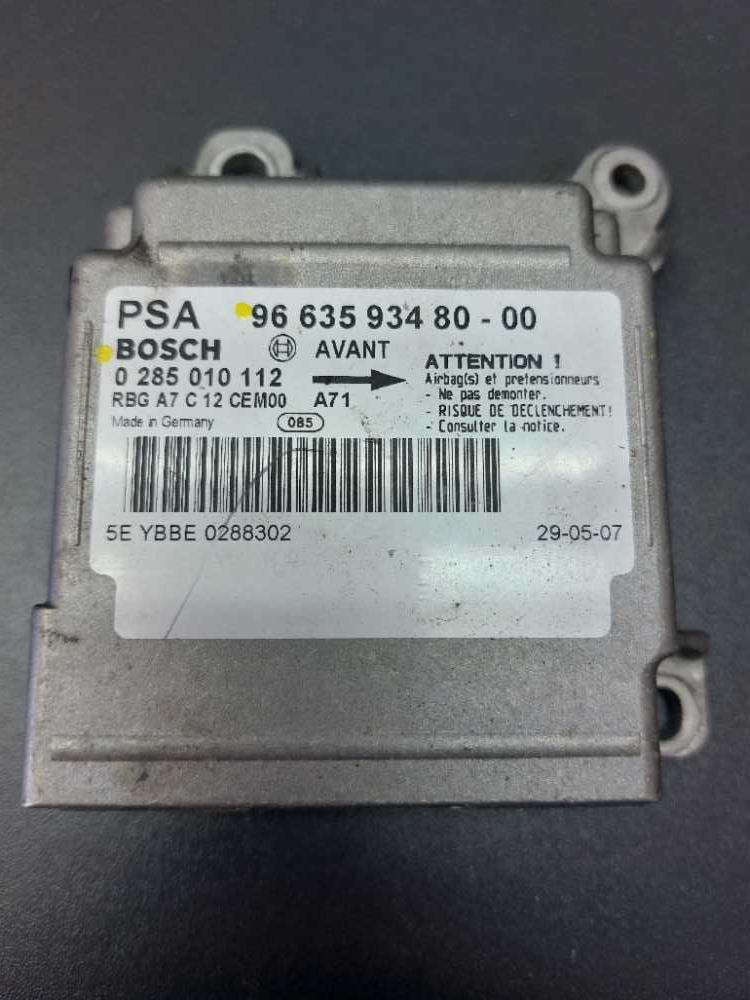 PSA 96 635 934 80 - 00
BOSCH AVANT
0 285 010 112
RBG A7 C 12 CEM00 A71
Made in Germany 085
ATTENTION !
Airbag(s) et pretensionneurs
- Ne pas demonter.
- RISQUE DE DECLENCHEMENT!
- Consulter la notice.
5E YBBE 0288302 29-05-07